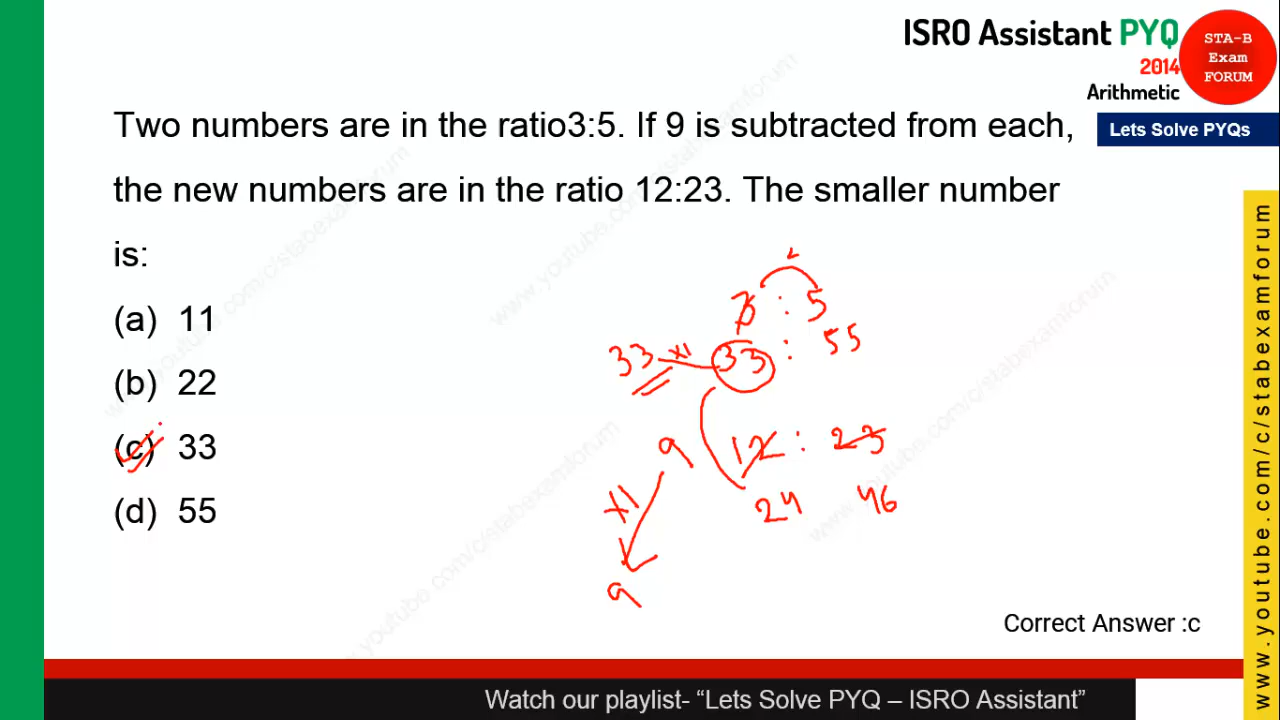 ISRO Assistant PYQ
2014
Arithmetic
STA-B
Exam
FORUM
Lets Solve PYQs
Two numbers are in the ratio3:5. If 9 is subtracted from each,
the new numbers are in the ratio 12:23. The smaller number
is:
(a) 11
(b) 22
(c) 33
(d) 55
2
3 : 5
33 x1 33 : 55
9 12 : 23
x1 24 46
9
Correct Answer :c
Watch our playlist- “Lets Solve PYQ – ISRO Assistant”
www.youtube.com/c/stabexamforum